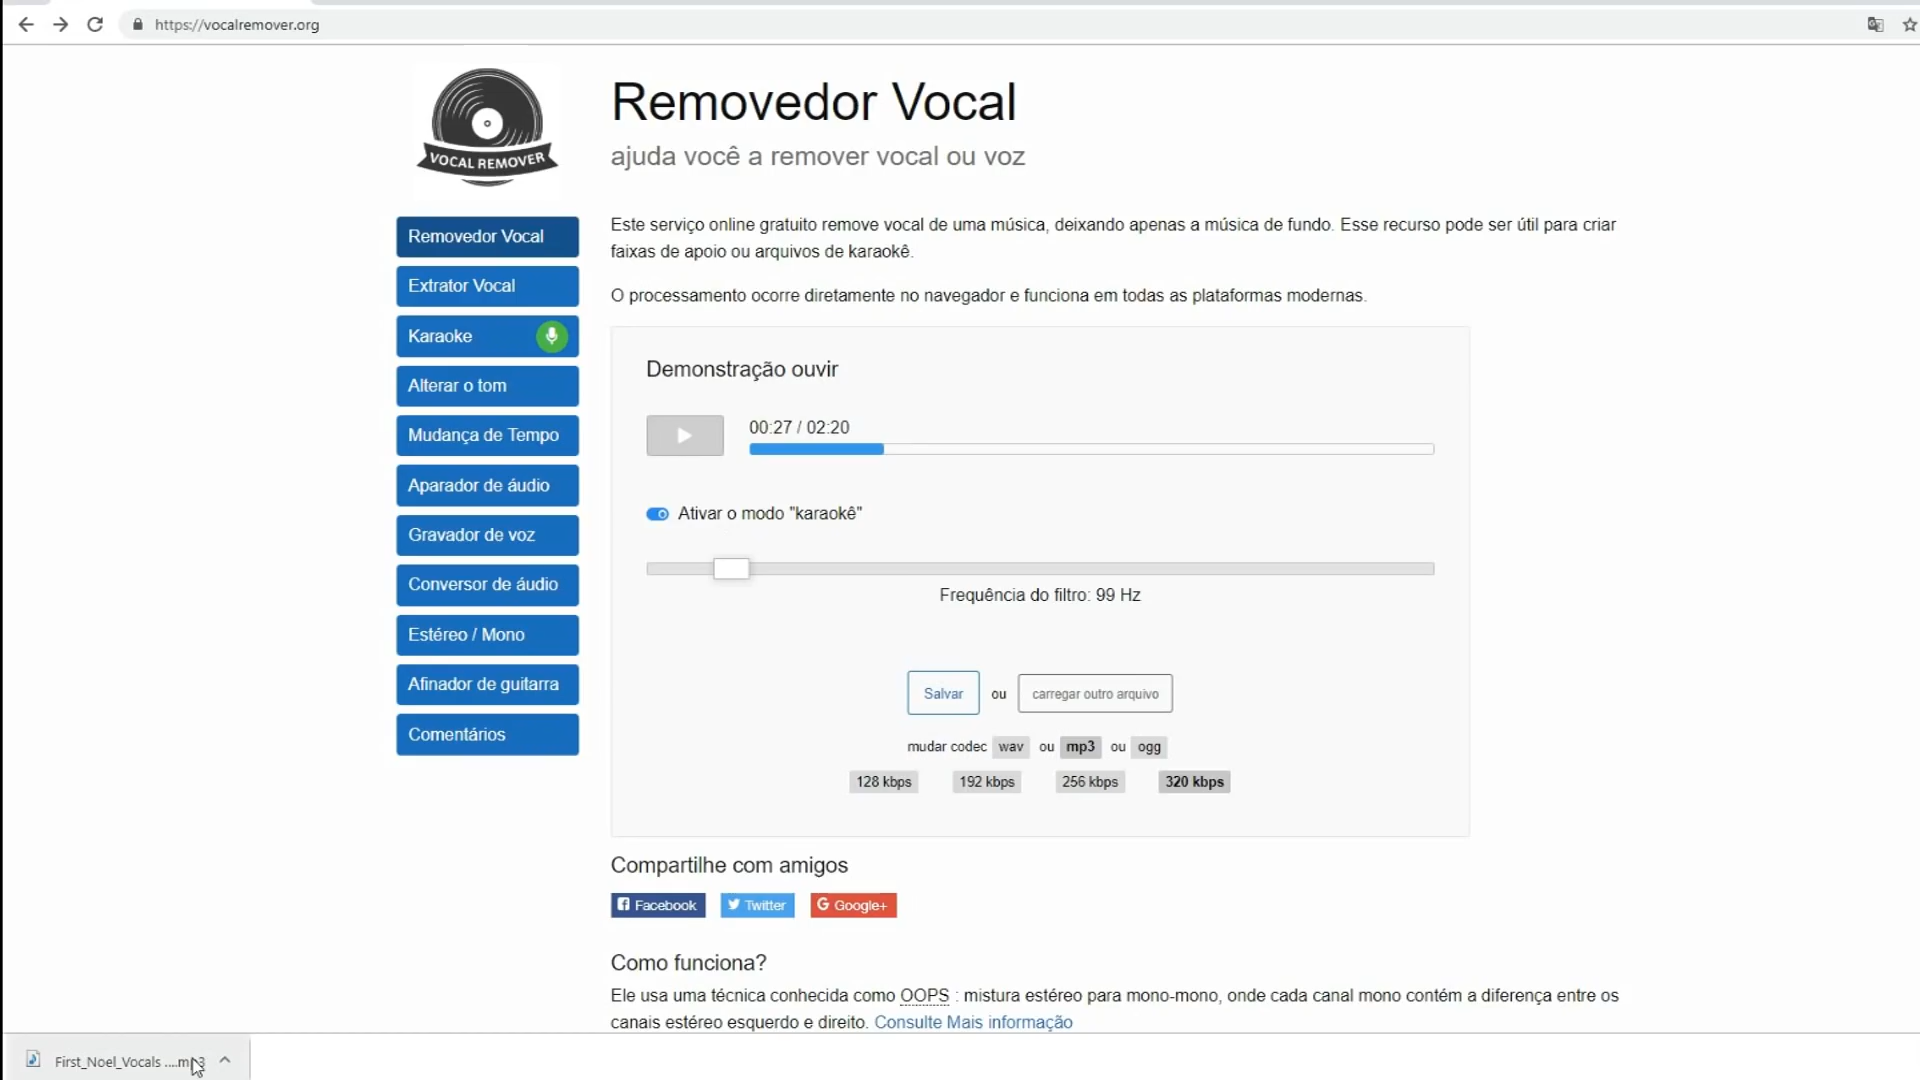 https://vocalremover.org
VOCAL REMOVER
Removedor Vocal
ajuda você a remover vocal ou voz
Removedor Vocal
Extrator Vocal
Karaoke
Alterar o tom
Mudança de Tempo
Aparador de áudio
Gravador de voz
Conversor de áudio
Estéreo / Mono
Afinador de guitarra
Comentários
Este serviço online gratuito remove vocal de uma música, deixando apenas a música de fundo. Esse recurso pode ser útil para criar
faixas de apoio ou arquivos de karaokê.
O processamento ocorre diretamente no navegador e funciona em todas as plataformas modernas.
Demonstração ouvir
00:27 / 02:20
Ativar o modo "karaokê"
Frequência do filtro: 99 Hz
Salvar ou carregar outro arquivo
mudar codec wav ou mp3 ou ogg
128 kbps 192 kbps 256 kbps 320 kbps
Compartilhe com amigos
Facebook Twitter Google+
Como funciona?
Ele usa uma técnica conhecida como OOPS : mistura estéreo para mono-mono, onde cada canal mono contém a diferença entre os
canais estéreo esquerdo e direito. Consulte Mais informação
First_Noel_Vocals ....mp3